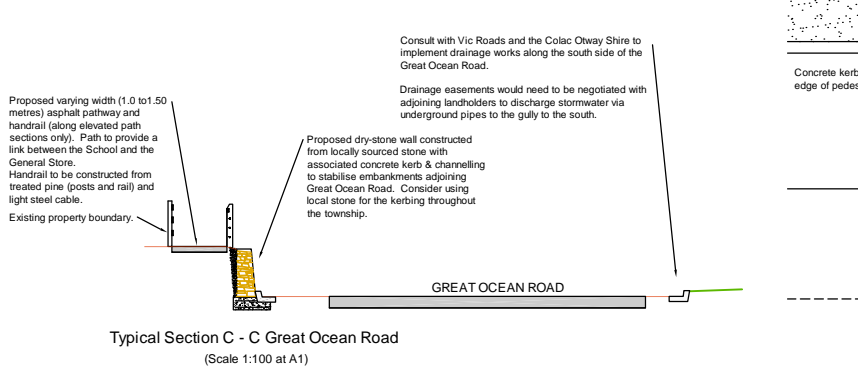 Consult with Vic Roads and the Colac Otway Shire to
implement drainage works along the south side of the
Great Ocean Road.
Drainage easements would need to be negotiated with
adjoining landholders to discharge stormwater via
underground pipes to the gully to the south.
Proposed varying width (1.0 to1.50
metres) asphalt pathway and
handrail (along elevated path
sections only). Path to provide a
link between the School and the
General Store.
Handrail to be constructed from
treated pine (posts and rail) and
light steel cable.
Existing property boundary.
Proposed dry-stone wall constructed
from locally sourced stone with
associated concrete kerb & channelling
to stabilise embankments adjoining
Great Ocean Road. Consider using
local stone for the kerbing throughout
the township.
GREAT OCEAN ROAD
Typical Section C - C Great Ocean Road
(Scale 1:100 at A1)
Concrete kerb
edge of pedes